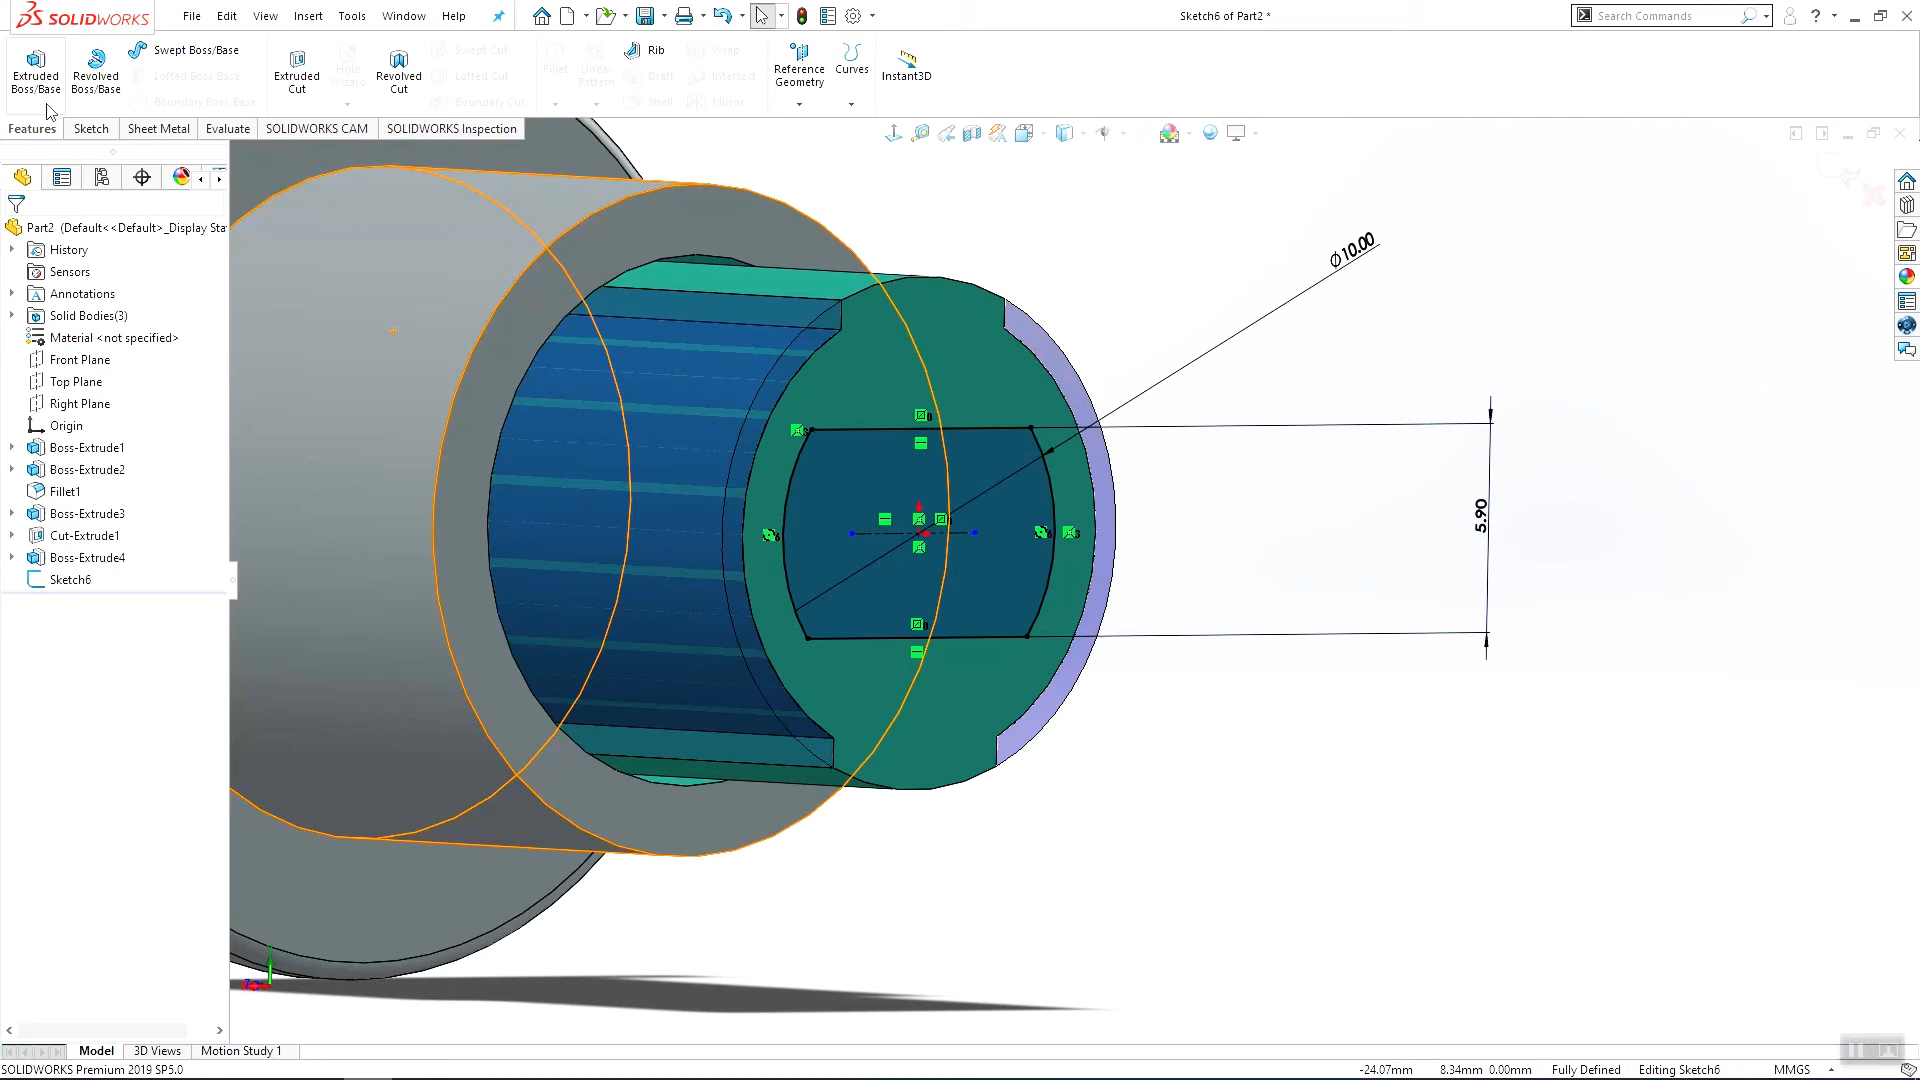 SOLIDWORKS
File Edit View Insert Tools Window Help
Sketch6 of Part2 *
Search Commands
?
Extruded Boss/Base
Revolved Boss/Base
Swept Boss/Base
Lofted Boss/Base
Boundary Boss/Base
Extruded Cut
Hole Wizard
Revolved Cut
Swept Cut
Lofted Cut
Boundary Cut
Fillet
Linear Pattern
Rib
Draft
Shell
Wrap
Intersect
Mirror
Reference Geometry
Curves
Instant3D
Features Sketch Sheet Metal Evaluate SOLIDWORKS CAM SOLIDWORKS Inspection
Part2 (Default<<Default>_Display Sta
History
Sensors
Annotations
Solid Bodies(3)
Material <not specified>
Front Plane
Top Plane
Right Plane
Origin
Boss-Extrude1
Boss-Extrude2
Fillet1
Boss-Extrude3
Cut-Extrude1
Boss-Extrude4
Sketch6
Ø10.00
5.90
Model 3D Views Motion Study 1
SOLIDWORKS Premium 2019 SP5.0
-24.07mm 8.34mm 0.00mm Fully Defined Editing Sketch6 MMGS